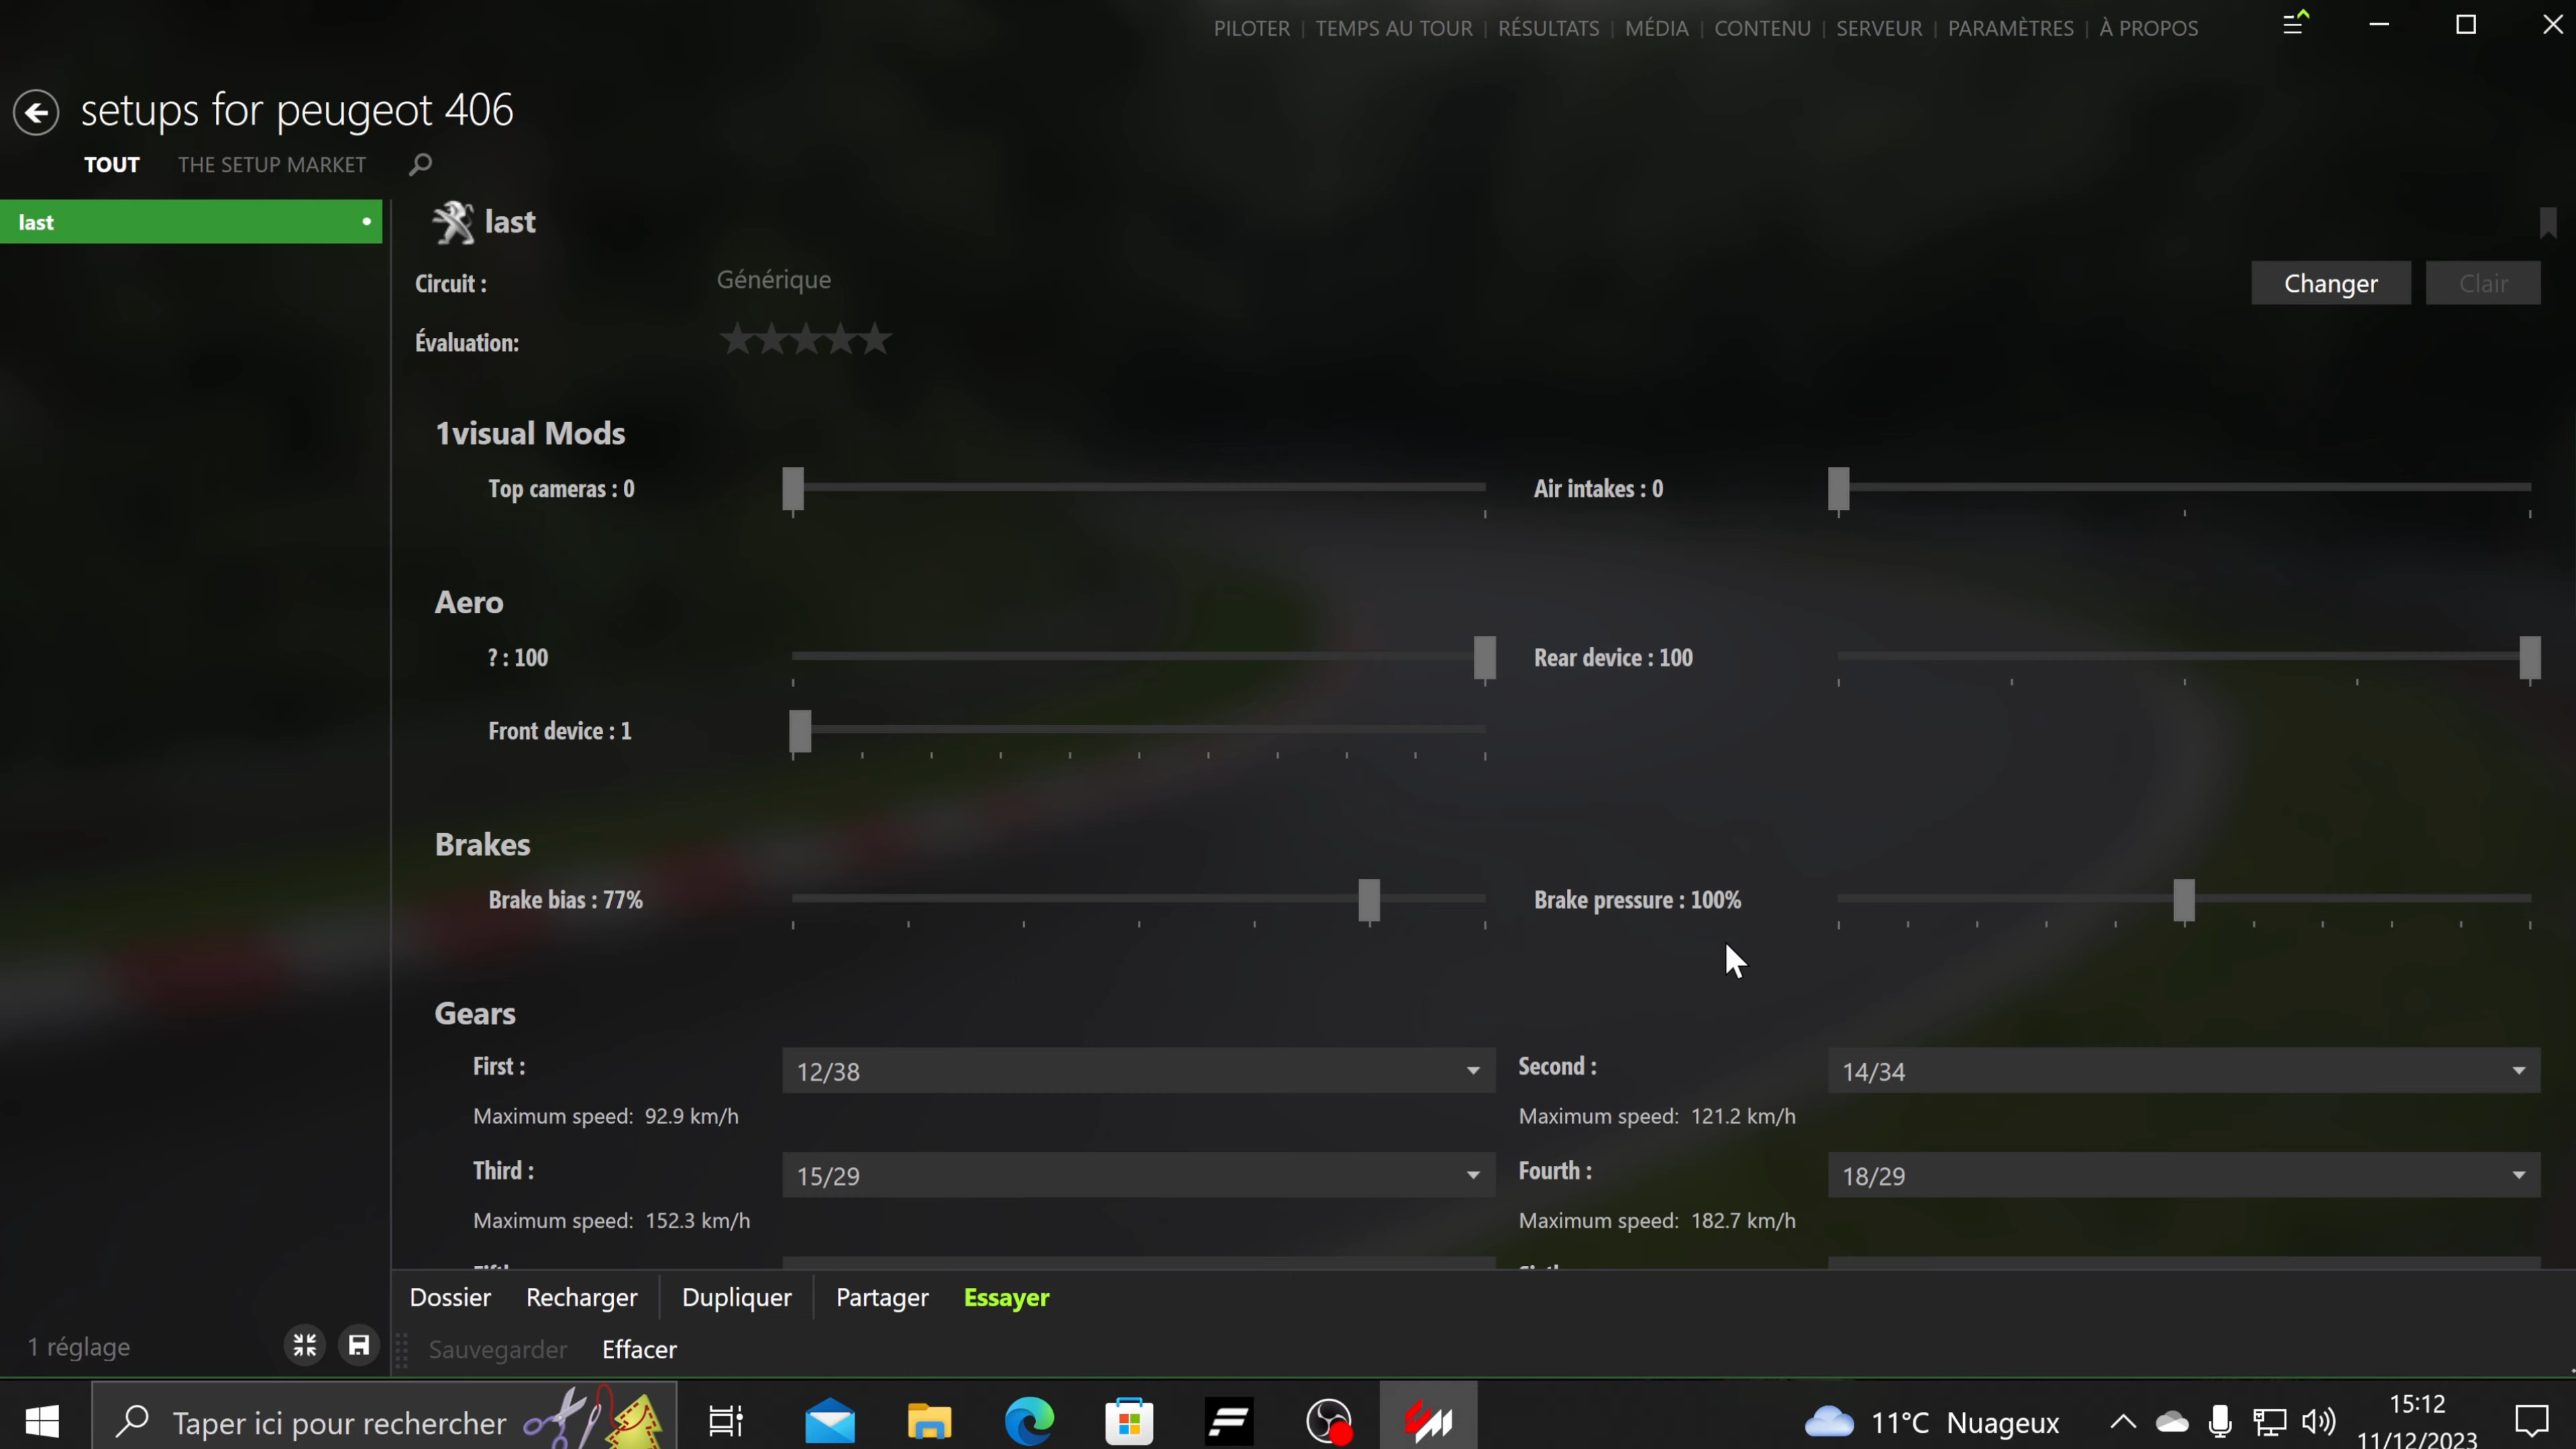 PILOTER | TEMPS AU TOUR | RÉSULTATS | MÉDIA | CONTENU | SERVEUR | PARAMÈTRES | À PROPOS
setups for peugeot 406
TOUT THE SETUP MARKET
last
last
Circuit : Générique
Changer Clair
Évaluation:
1visual Mods
Top cameras : 0 Air intakes : 0
Aero
? : 100 Rear device : 100
Front device : 1
Brakes
Brake bias : 77% Brake pressure : 100%
Gears
First : 12/38 Second : 14/34
Maximum speed: 92.9 km/h Maximum speed: 121.2 km/h
Third : 15/29 Fourth : 18/29
Maximum speed: 152.3 km/h Maximum speed: 182.7 km/h
Dossier Recharger Dupliquer Partager Essayer
1 réglage Sauvegarder Effacer
Taper ici pour rechercher 11°C Nuageux 15:12
11/12/2023